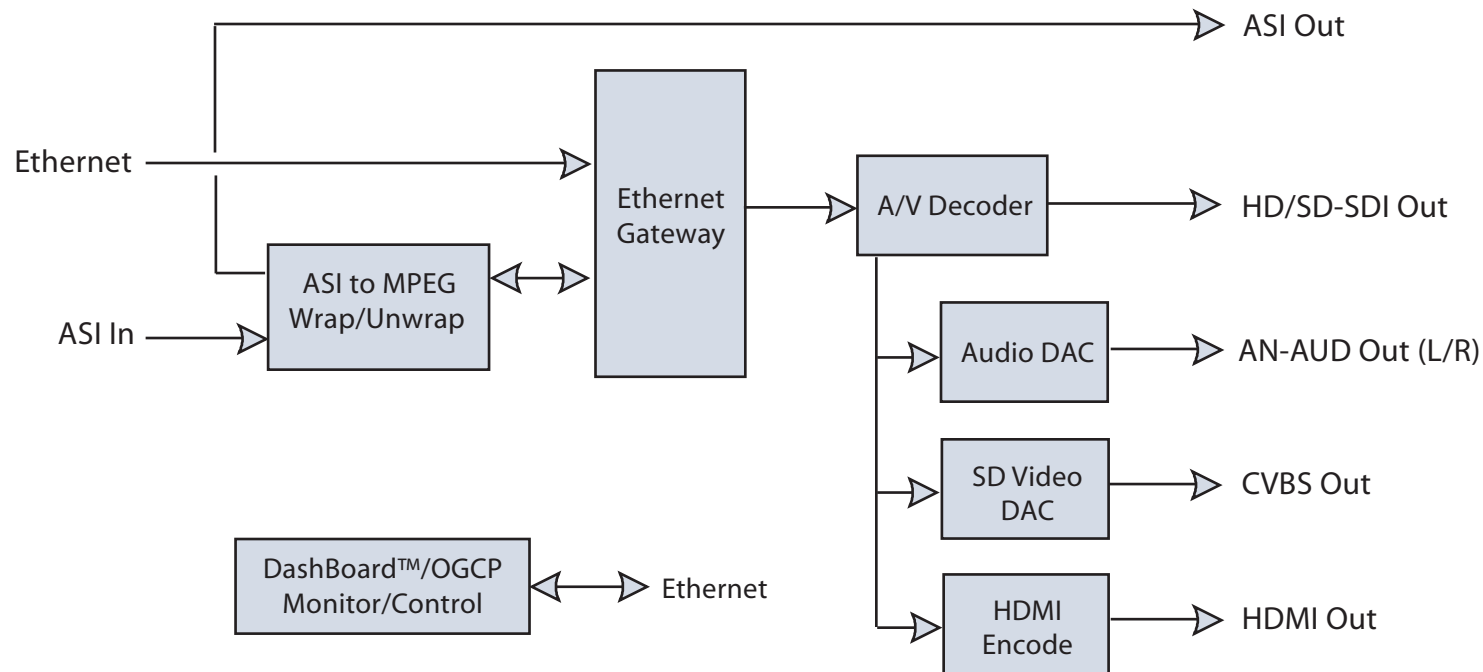 ASI Out
Ethernet
Ethernet
Gateway
A/V Decoder
HD/SD-SDI Out
ASI to MPEG
Wrap/Unwrap
ASI In
Audio DAC
AN-AUD Out (L/R)
SD Video
DAC
CVBS Out
DashBoard™/OGCP
Monitor/Control
Ethernet
HDMI
Encode
HDMI Out